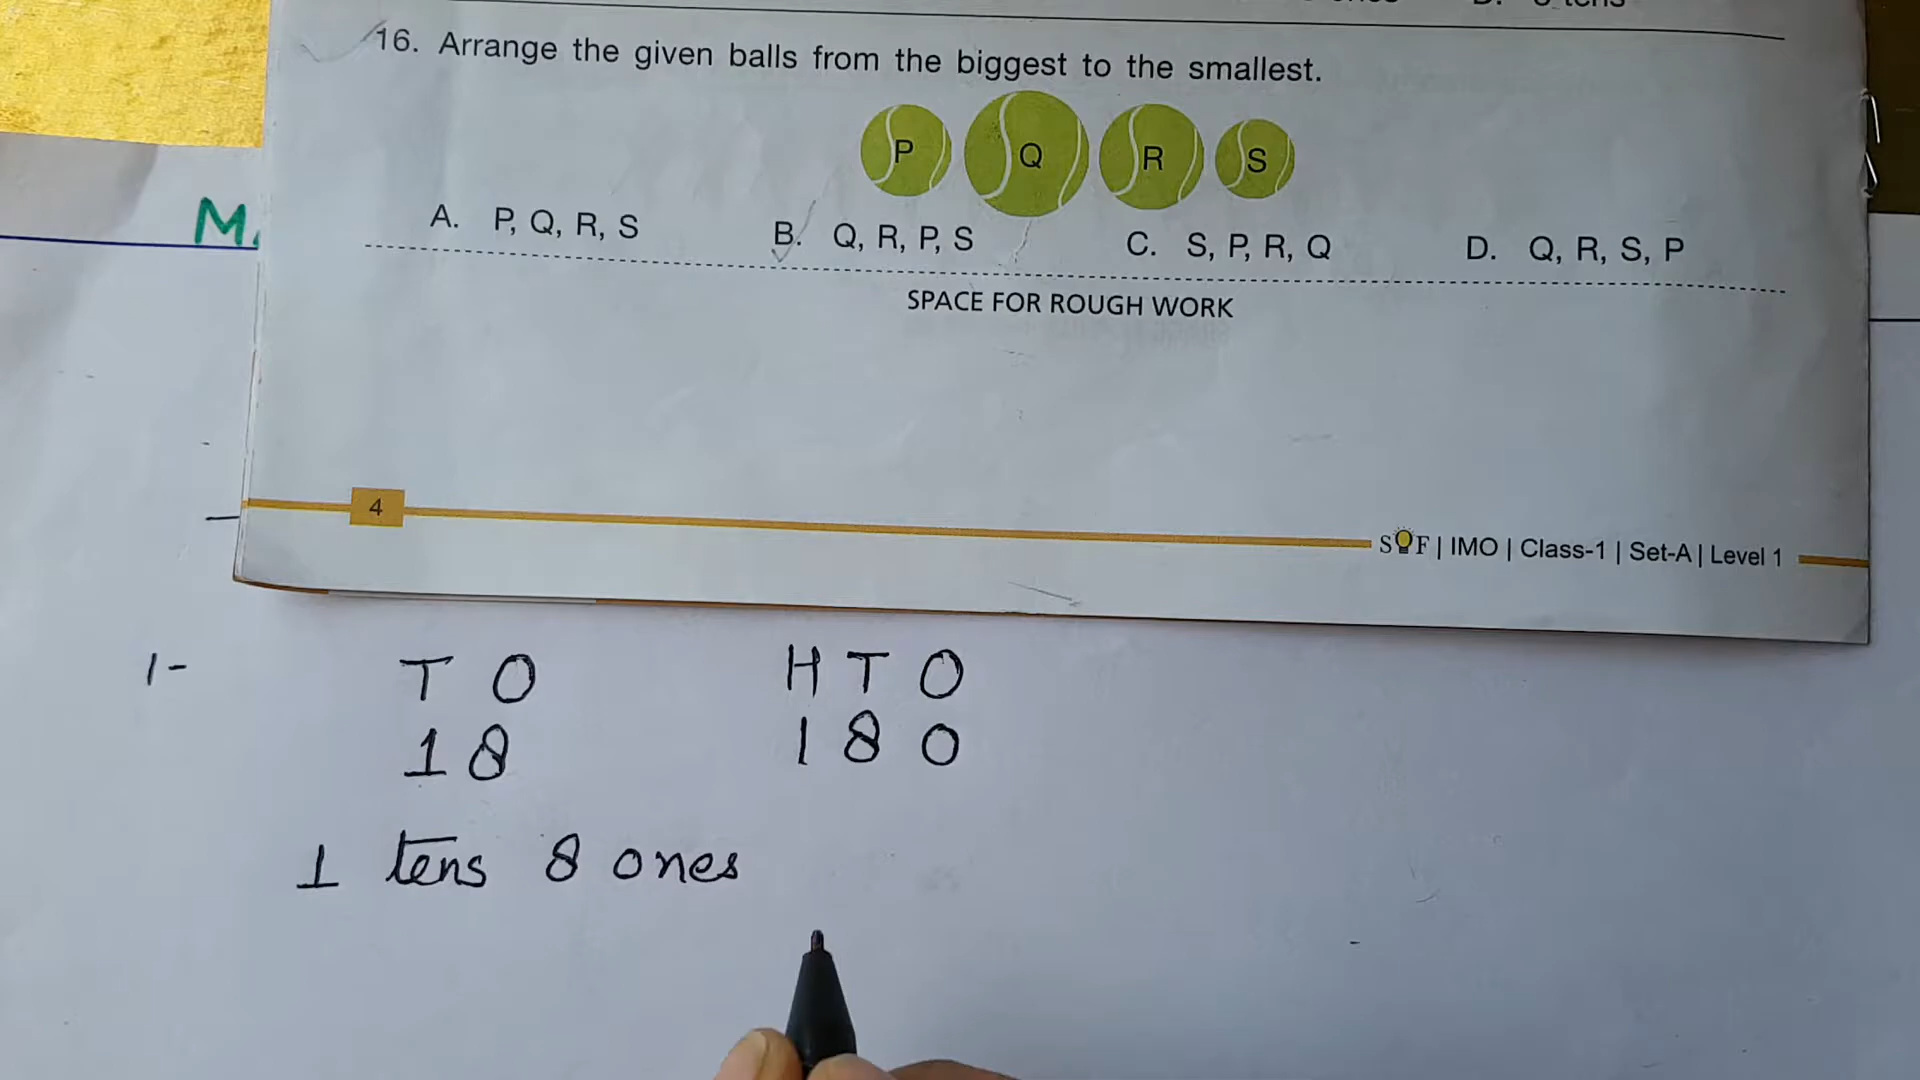 16. Arrange the given balls from the biggest to the smallest.
P Q R S
A. P, Q, R, S B. Q, R, P, S C. S, P, R, Q D. Q, R, S, P
SPACE FOR ROUGH WORK
4
SOF | IMO | Class-1 | Set-A | Level 1
1-
T O H T O
1 8 1 8 0
1 tens 8 ones